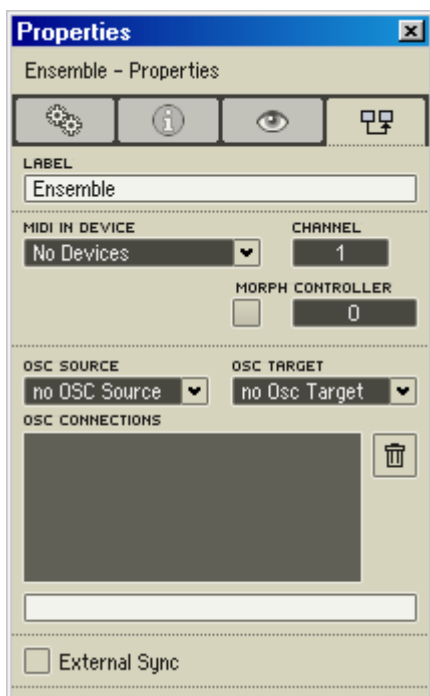 Properties
Ensemble - Properties
LABEL
Ensemble
MIDI IN DEVICE CHANNEL
No Devices 1
MORPH CONTROLLER
0
OSC SOURCE OSC TARGET
no OSC Source no Osc Target
OSC CONNECTIONS
External Sync